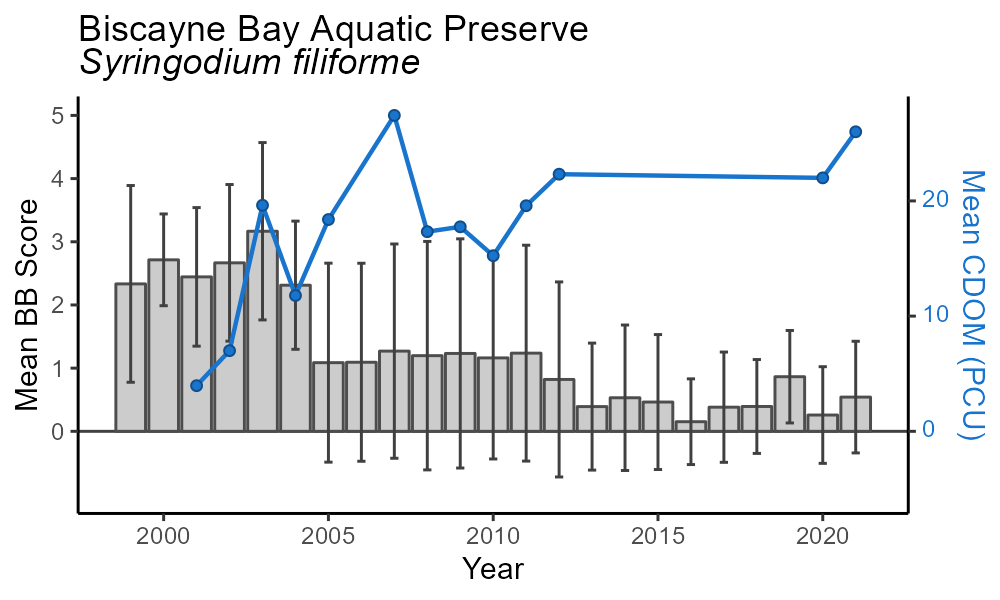 Biscayne Bay Aquatic Preserve
Syringodium filiforme
Mean BB Score
5
4
3
2
1
0
20
10
0
Mean CDOM (PCU)
2000
2005
2010
2015
2020
Year